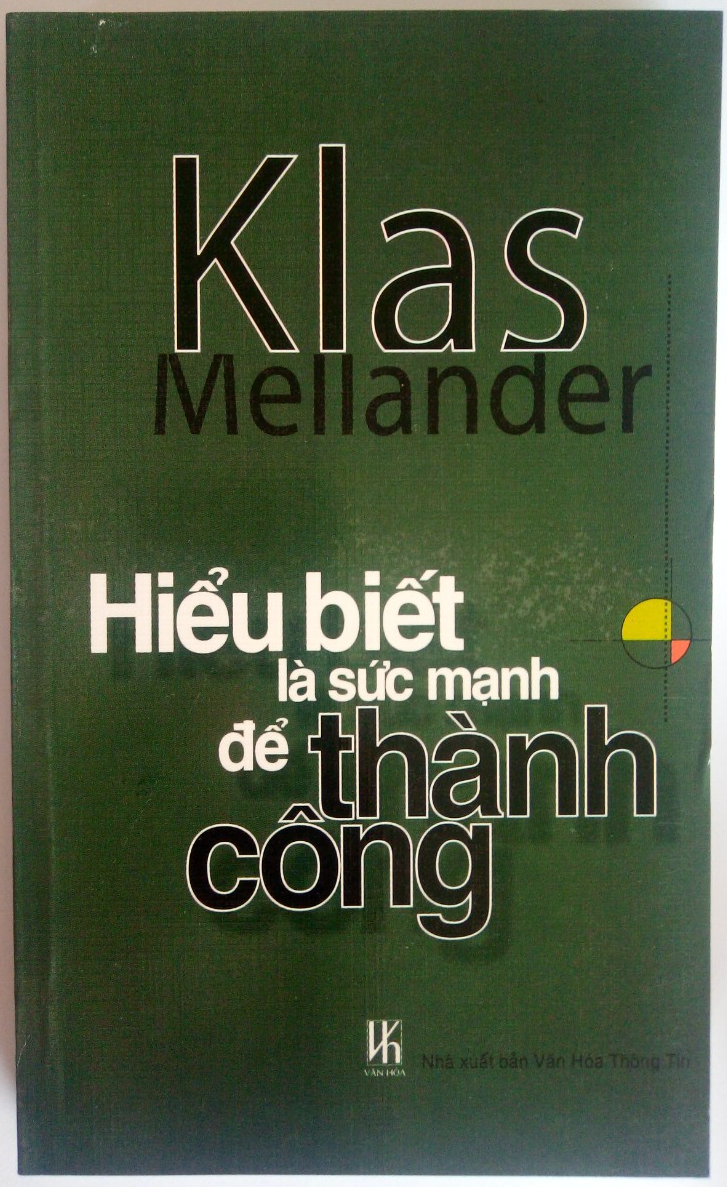 Klas
Mellander
Hiểu biết
là sức mạnh
để thành
công
VĂN HÓA
Nhà xuất bản Văn Hóa Thông Tin